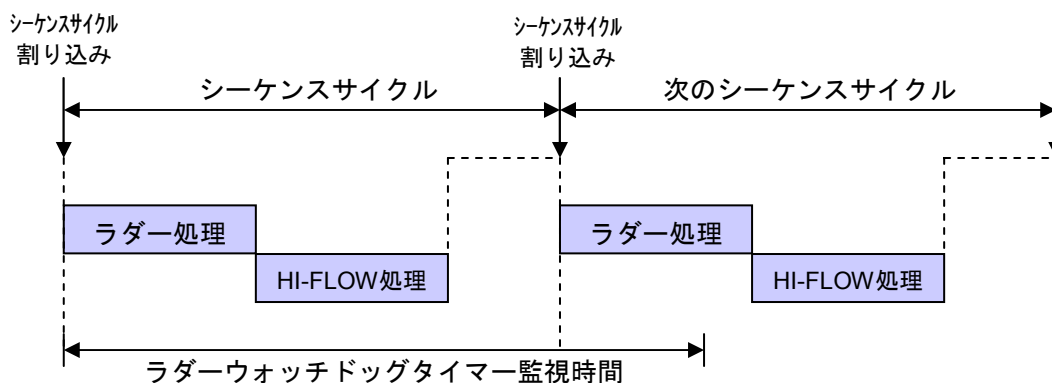 ｼｰｹﾝｽｻｲｸﾙ
割り込み
ｼｰｹﾝｽｻｲｸﾙ
割り込み
シーケンスサイクル
次のシーケンスサイクル
ラダー処理
ラダー処理
HI-FLOW処理
HI-FLOW処理
ラダーウォッチドッグタイマー監視時間